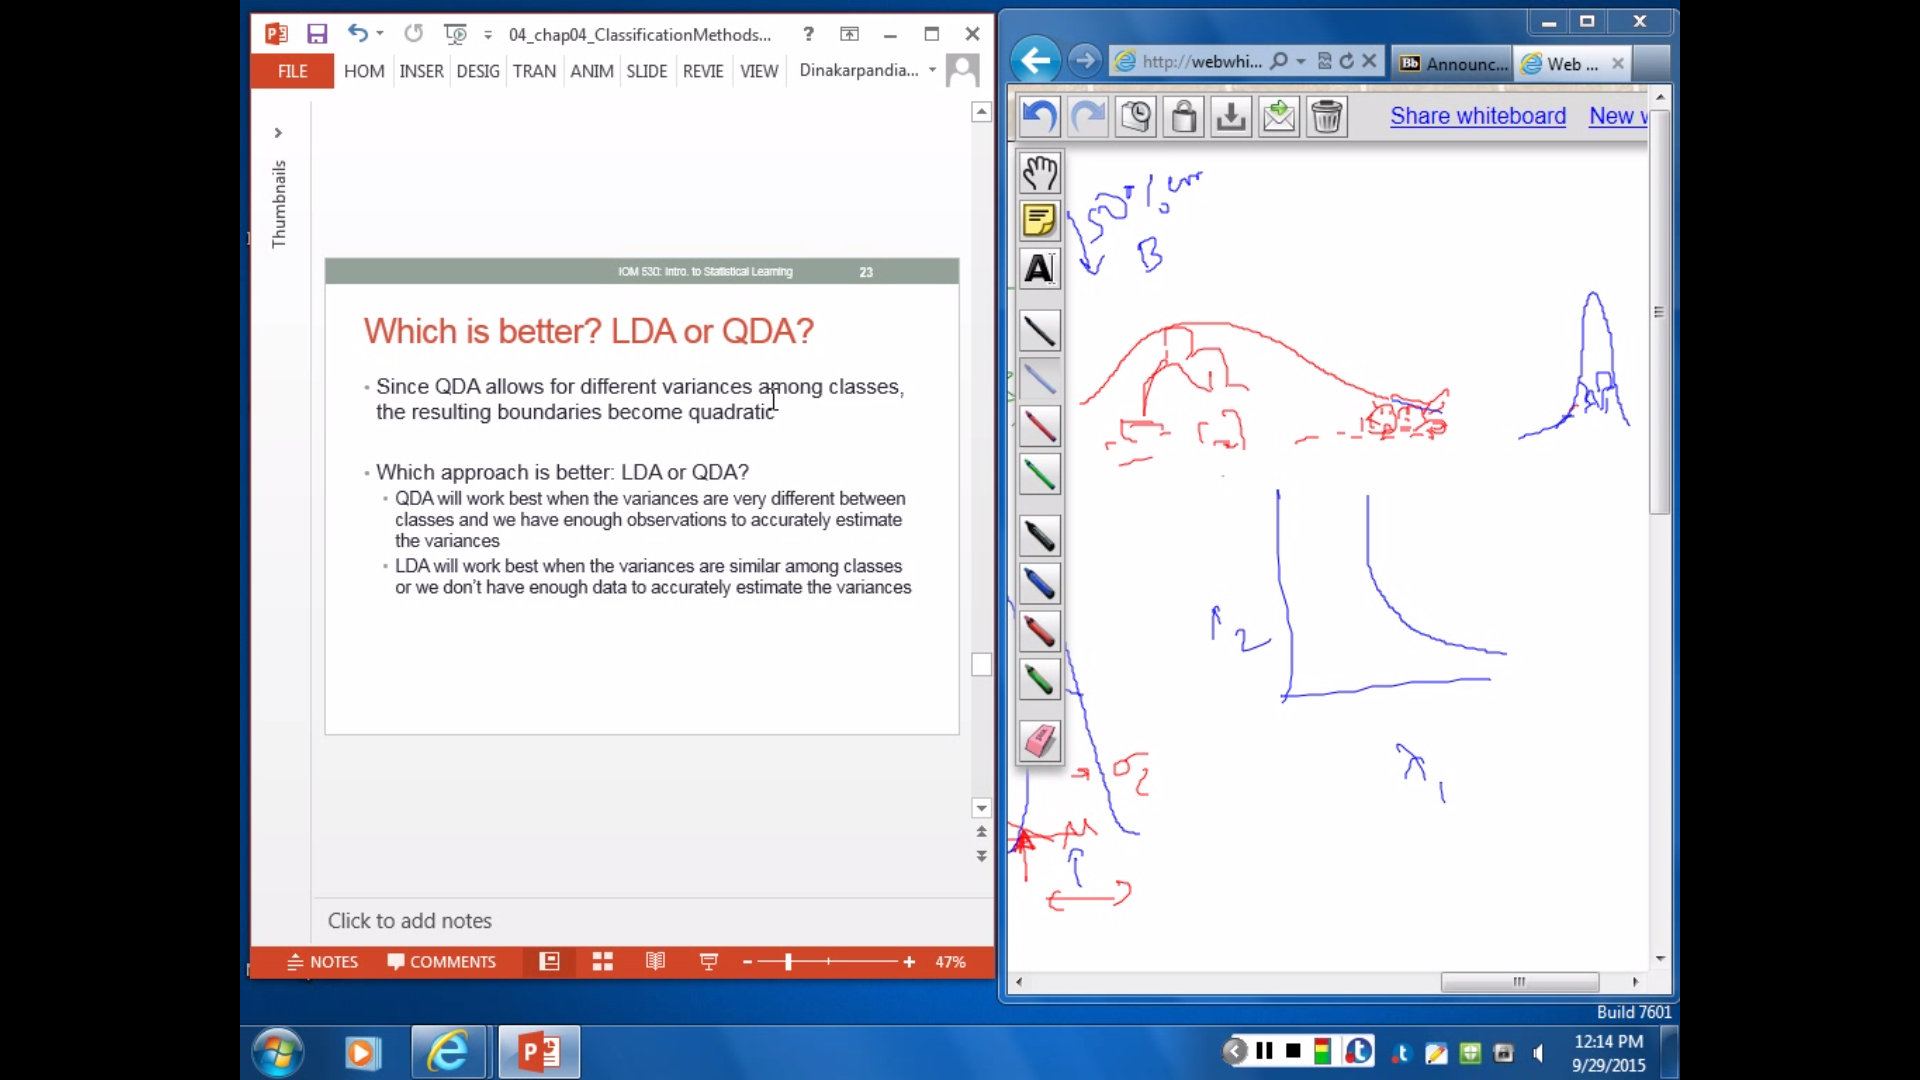 04_chap04_ClassificationMethods...
?
FILE HOM INSER DESIG TRAN ANIM SLIDE REVIE VIEW Dinakarpandia...
Thumbnails
IOM 530: Intro. to Statistical Learning 23
Which is better? LDA or QDA?
• Since QDA allows for different variances among classes,
the resulting boundaries become quadratic
• Which approach is better: LDA or QDA?
• QDA will work best when the variances are very different between
classes and we have enough observations to accurately estimate
the variances
• LDA will work best when the variances are similar among classes
or we don't have enough data to accurately estimate the variances
Click to add notes
NOTES COMMENTS 47%
http://webwhi... Bb Announc... Web ...
Share whiteboard New
A
B
2
σ2
1
Build 7601
12:14 PM
9/29/2015